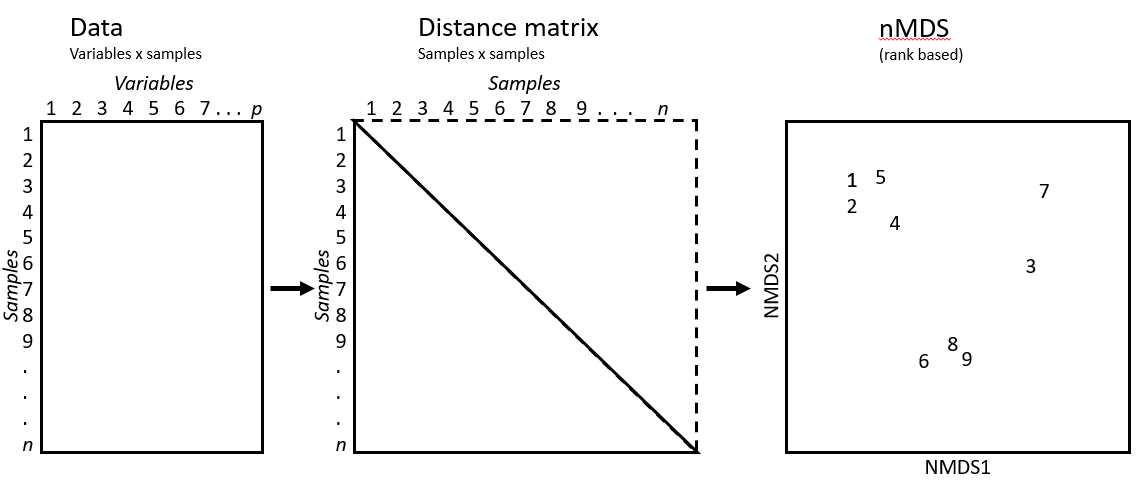 Data
Variables x samples
Variables
1 2 3 4 5 6 7 . . . p
Samples
1
2
3
4
5
6
7
8
9
.
.
.
n
Distance matrix
Samples x samples
Samples
1 2 3 4 5 6 7 8 9 . . . n
Samples
1
2
3
4
5
6
7
8
9
.
.
.
n
nMDS
(rank based)
NMDS2
1 5
7
2
4
3
8
6 9
NMDS1